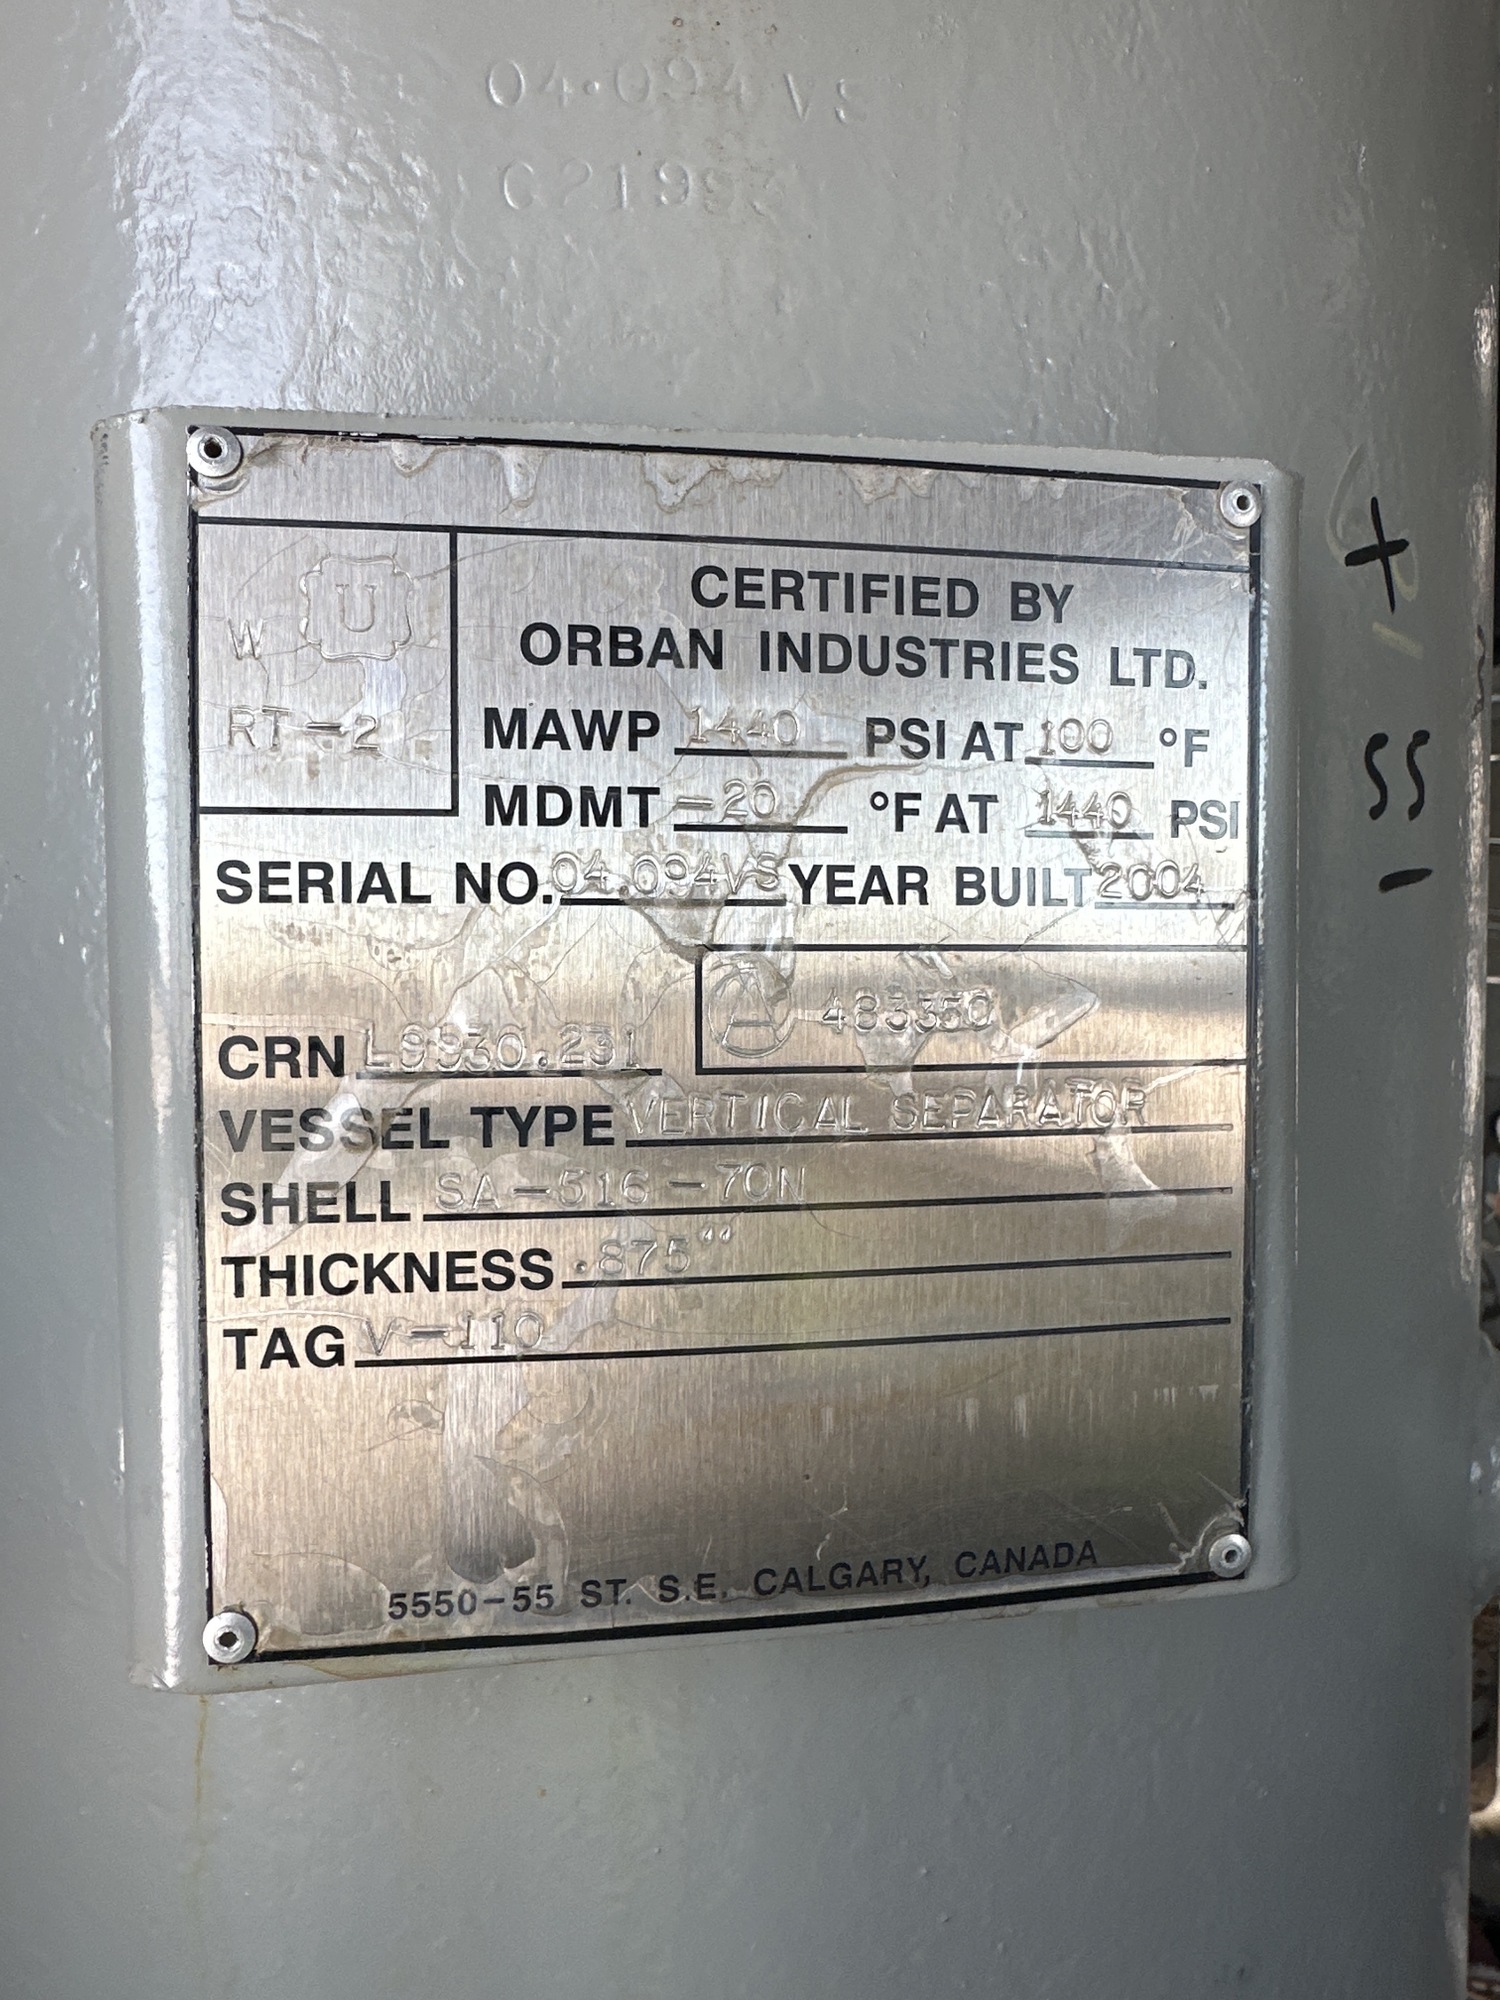 04.094VS
CERTIFIED BY
W U
ORBAN INDUSTRIES LTD.
RT-2
MAWP 1440 PSI AT 100 °F
MDMT -20 °F AT 1440 PSI
SERIAL NO. 04.094VS YEAR BUILT 2004
A 483350
CRN L9930.231
VESSEL TYPE VERTICAL SEPARATOR
SHELL SA-516-70N
THICKNESS .875"
TAG V-110
5550-55 ST. S.E. CALGARY, CANADA
+
SS
-